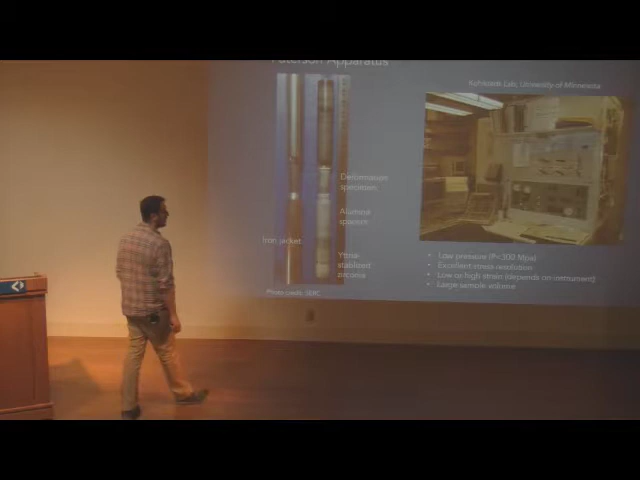 Paterson Apparatus
Kohlstedt Lab, University of Minnesota
Deformation
specimen
Alumina
spacers
Iron jacket
Yttria-
stabilized
zirconia
Photo credit: SERC
• Low pressure (P<300 Mpa)
• Excellent stress resolution
• Low or high strain (depends on instrument)
• Large sample volume